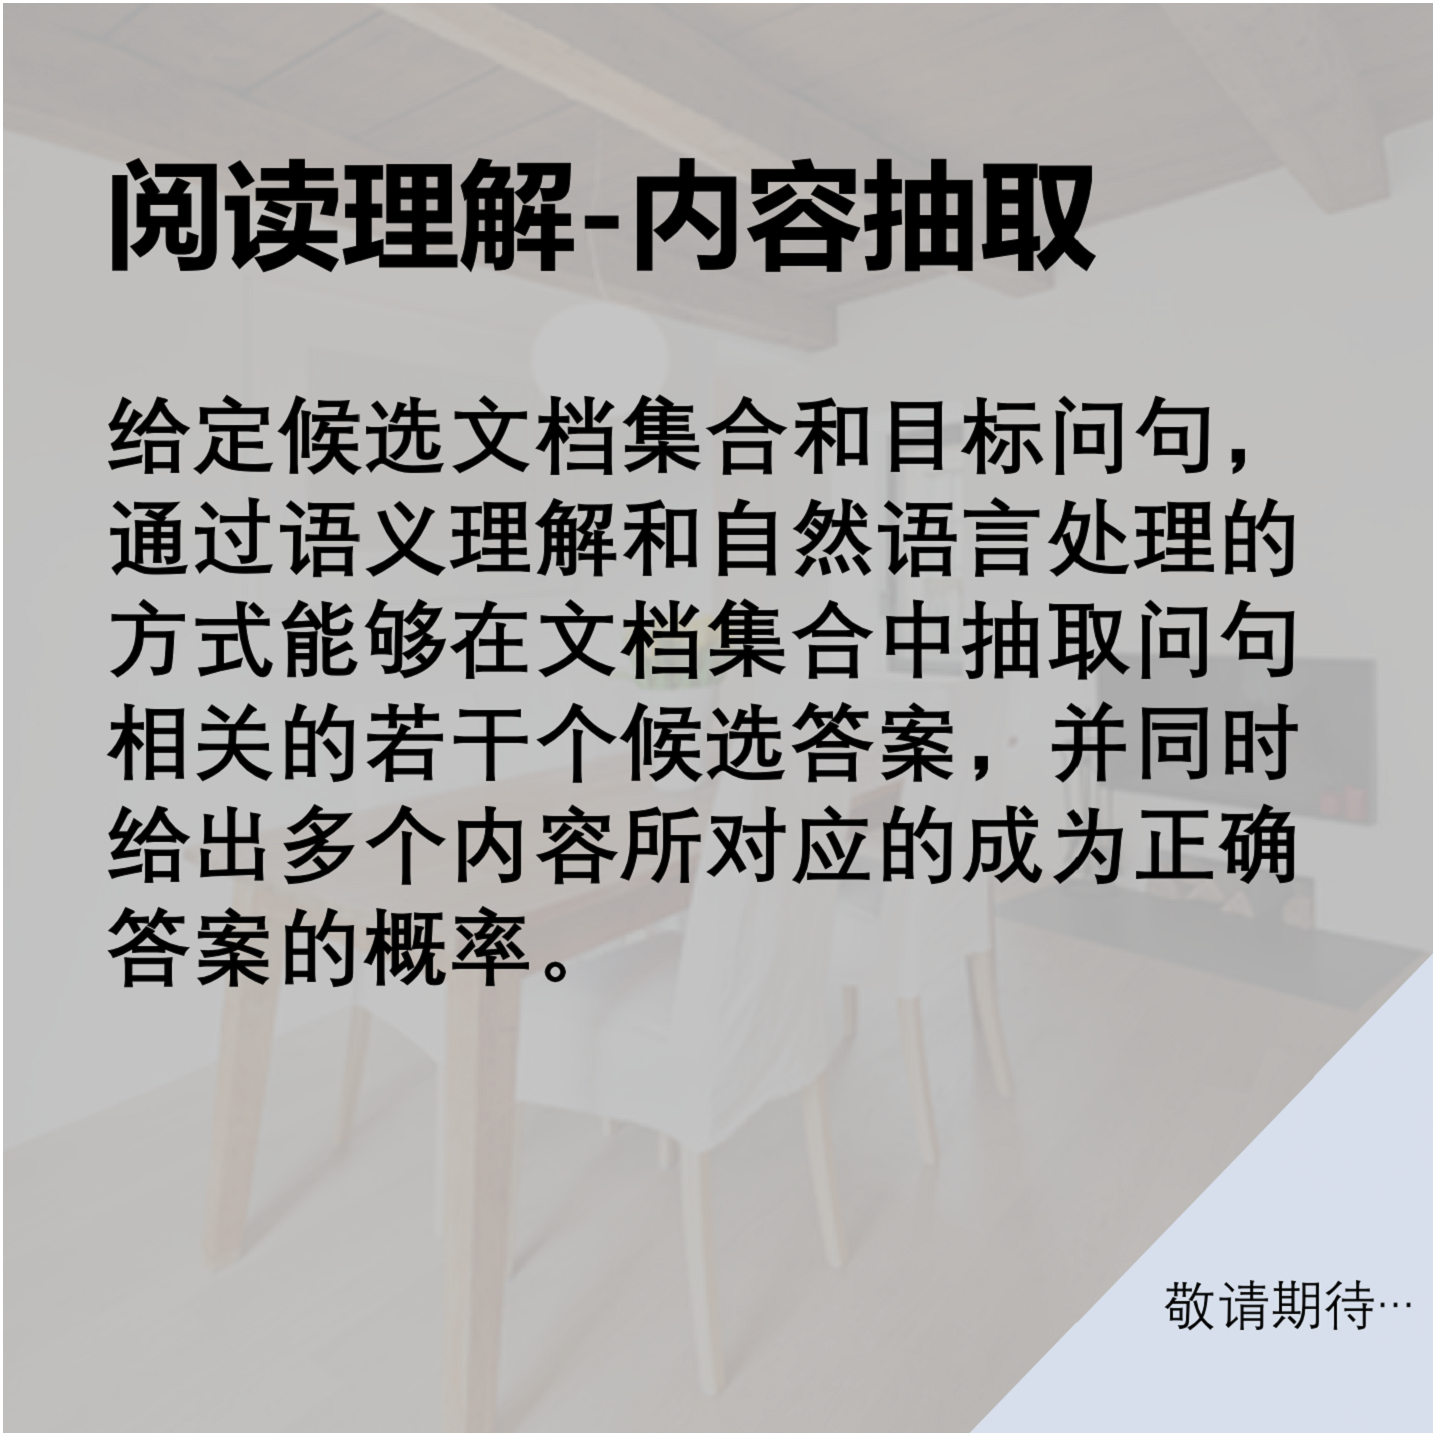 阅读理解-内容抽取
给定候选文档集合和目标问句，
通过语义理解和自然语言处理的
方式能够在文档集合中抽取问句
相关的若干个候选答案，并同时
给出多个内容所对应的成为正确
答案的概率。
敬请期待…